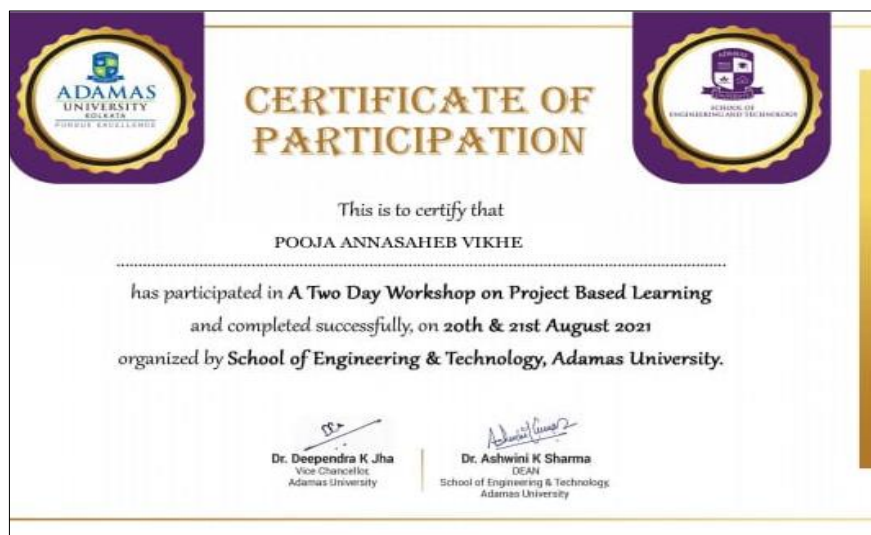 ADAMAS
UNIVERSITY
KOLKATA
PURSUE EXCELLENCE
CERTIFICATE OF
PARTICIPATION
ADAMAS
UNIVERSITY
SCHOOL OF
ENGINEERING AND TECHNOLOGY
This is to certify that
POOJA ANNASAHEB VIKHE
has participated in A Two Day Workshop on Project Based Learning
and completed successfully, on 20th & 21st August 2021
organized by School of Engineering & Technology, Adamas University.
Dr. Deependra K Jha
Vice Chancellor,
Adamas University
Dr. Ashwini K Sharma
DEAN
School of Engineering & Technology,
Adamas University